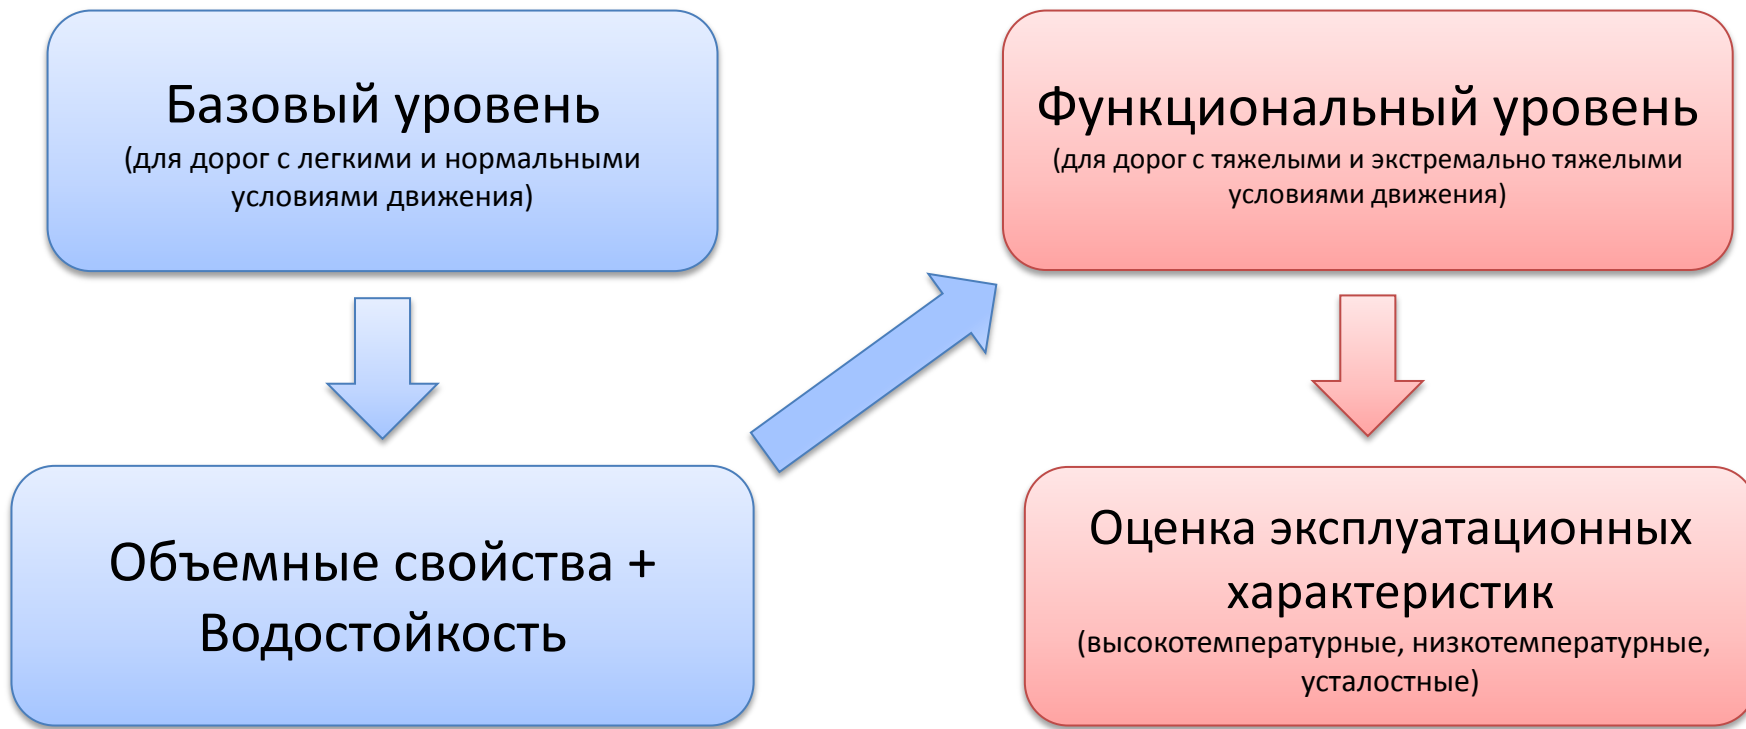 Базовый уровень
(для дорог с легкими и нормальными
условиями движения)
Объемные свойства +
Водостойкость
Функциональный уровень
(для дорог с тяжелыми и экстремально тяжелыми
условиями движения)
Оценка эксплуатационных
характеристик
(высокотемпературные, низкотемпературные,
усталостные)